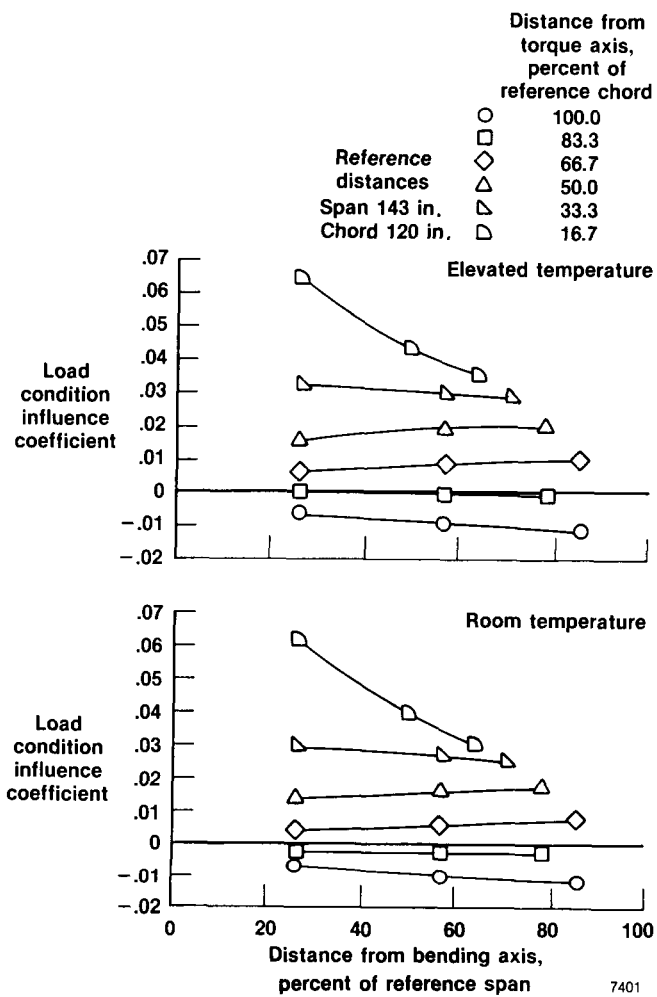 Distance from
torque axis,
percent of
reference chord
100.0
83.3
Reference 66.7
distances 50.0
Span 143 in. 33.3
Chord 120 in. 16.7
Elevated temperature
.07
.06
.05
.04
.03
.02
.01
0
-.01
-.02
Load
condition
influence
coefficient
Room temperature
.07
.06
.05
.04
.03
.02
.01
0
-.01
-.02
Load
condition
influence
coefficient
0 20 40 60 80 100
Distance from bending axis,
percent of reference span
7401